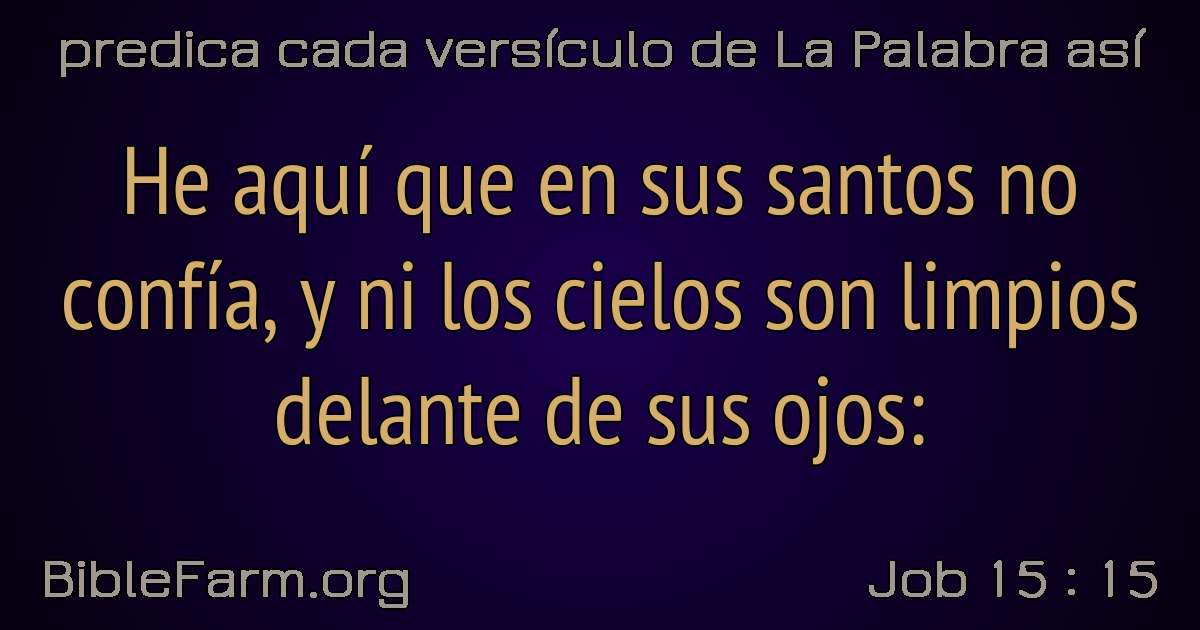 predica cada versículo de La Palabra así
He aquí que en sus santos no
confía, y ni los cielos son limpios
delante de sus ojos:
BibleFarm.org
Job 15 : 15